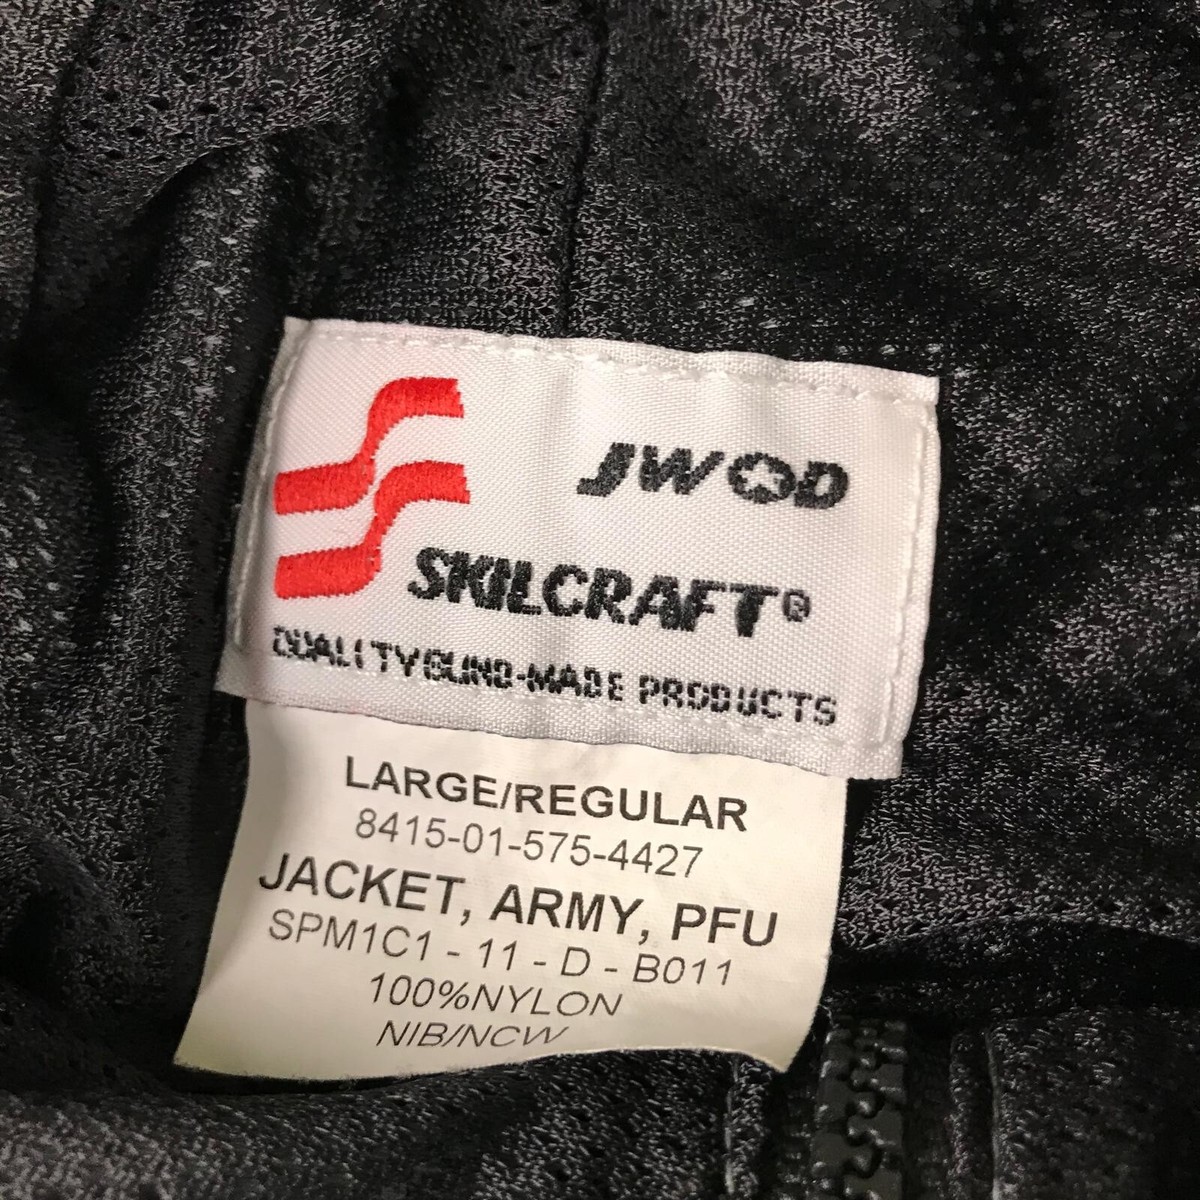 JWOD
SKILCRAFT®
QUALITY BLIND-MADE PRODUCTS
LARGE/REGULAR
8415-01-575-4427
JACKET, ARMY, PFU
SPM1C1 - 11 - D - B011
100%NYLON
NIB/NCW